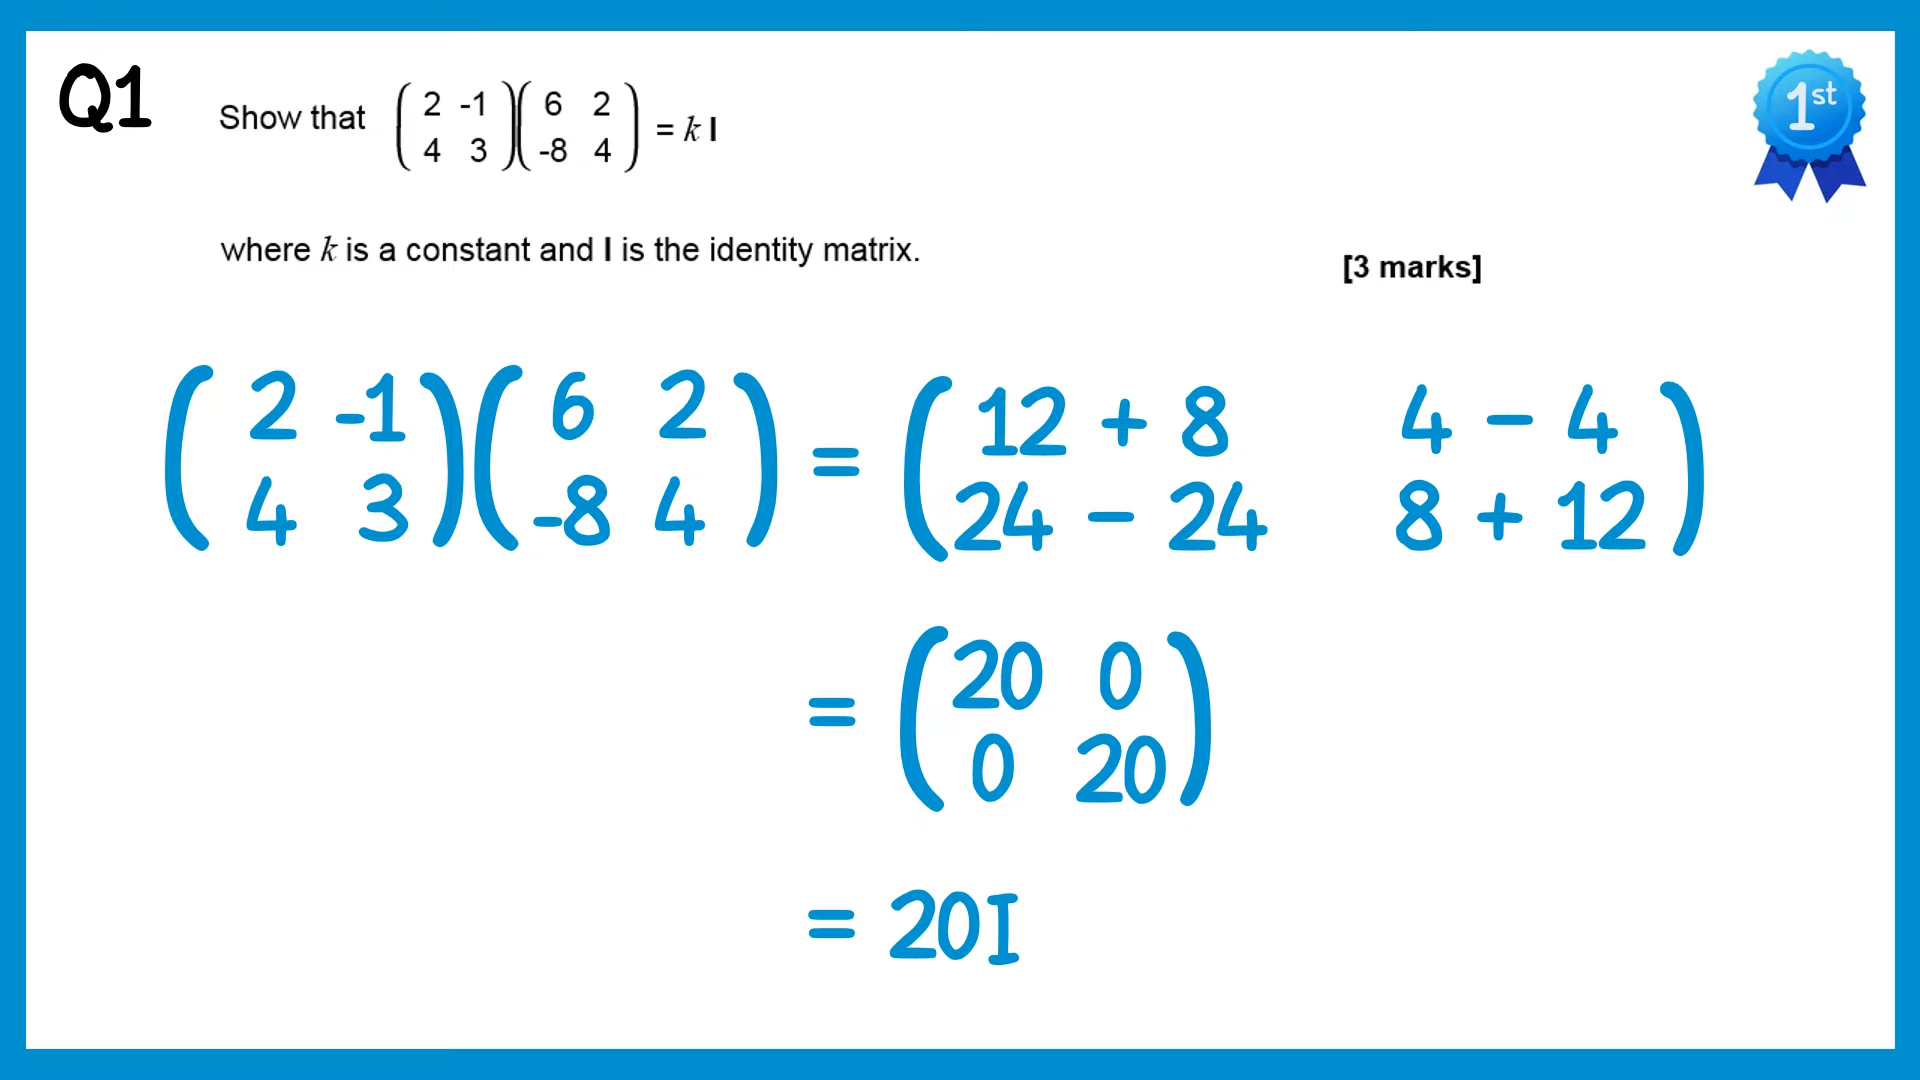 Q1
1st
Show that ( 2 -1 ) ( 6 2 ) = k I
( 4 3 ) ( -8 4 )
where k is a constant and I is the identity matrix.
[3 marks]
( 2 -1 ) ( 6 2 ) = ( 12 + 8 4 − 4 )
( 4 3 ) ( -8 4 ) ( 24 − 24 8 + 12 )
= ( 20 0 )
( 0 20 )
= 20I